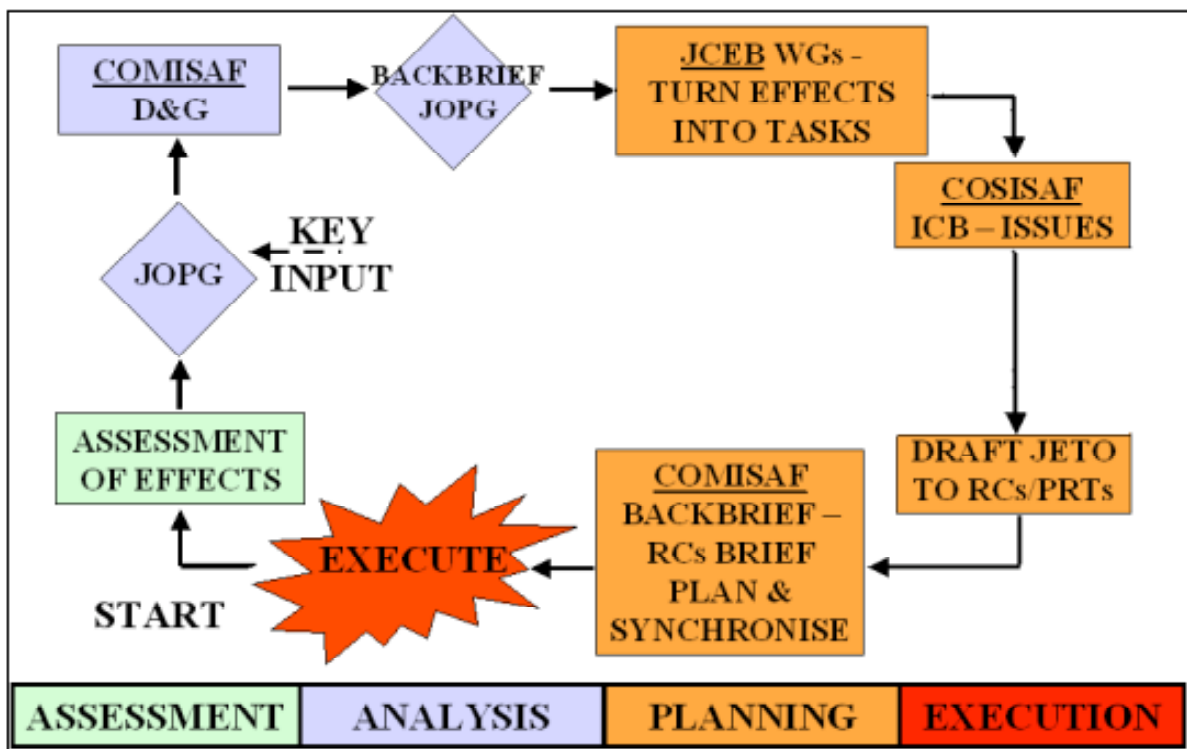 COMISAF
D&G
BACKBRIEF
JOPG
JCEB WGs -
TURN EFFECTS
INTO TASKS
COSISAF
ICB – ISSUES
KEY
INPUT
JOPG
ASSESSMENT
OF EFFECTS
DRAFT JETO
TO RCs/PRTs
COMISAF
BACKBRIEF –
RCs BRIEF
PLAN &
SYNCHRONISE
EXECUTE
START
ASSESSMENT
ANALYSIS
PLANNING
EXECUTION